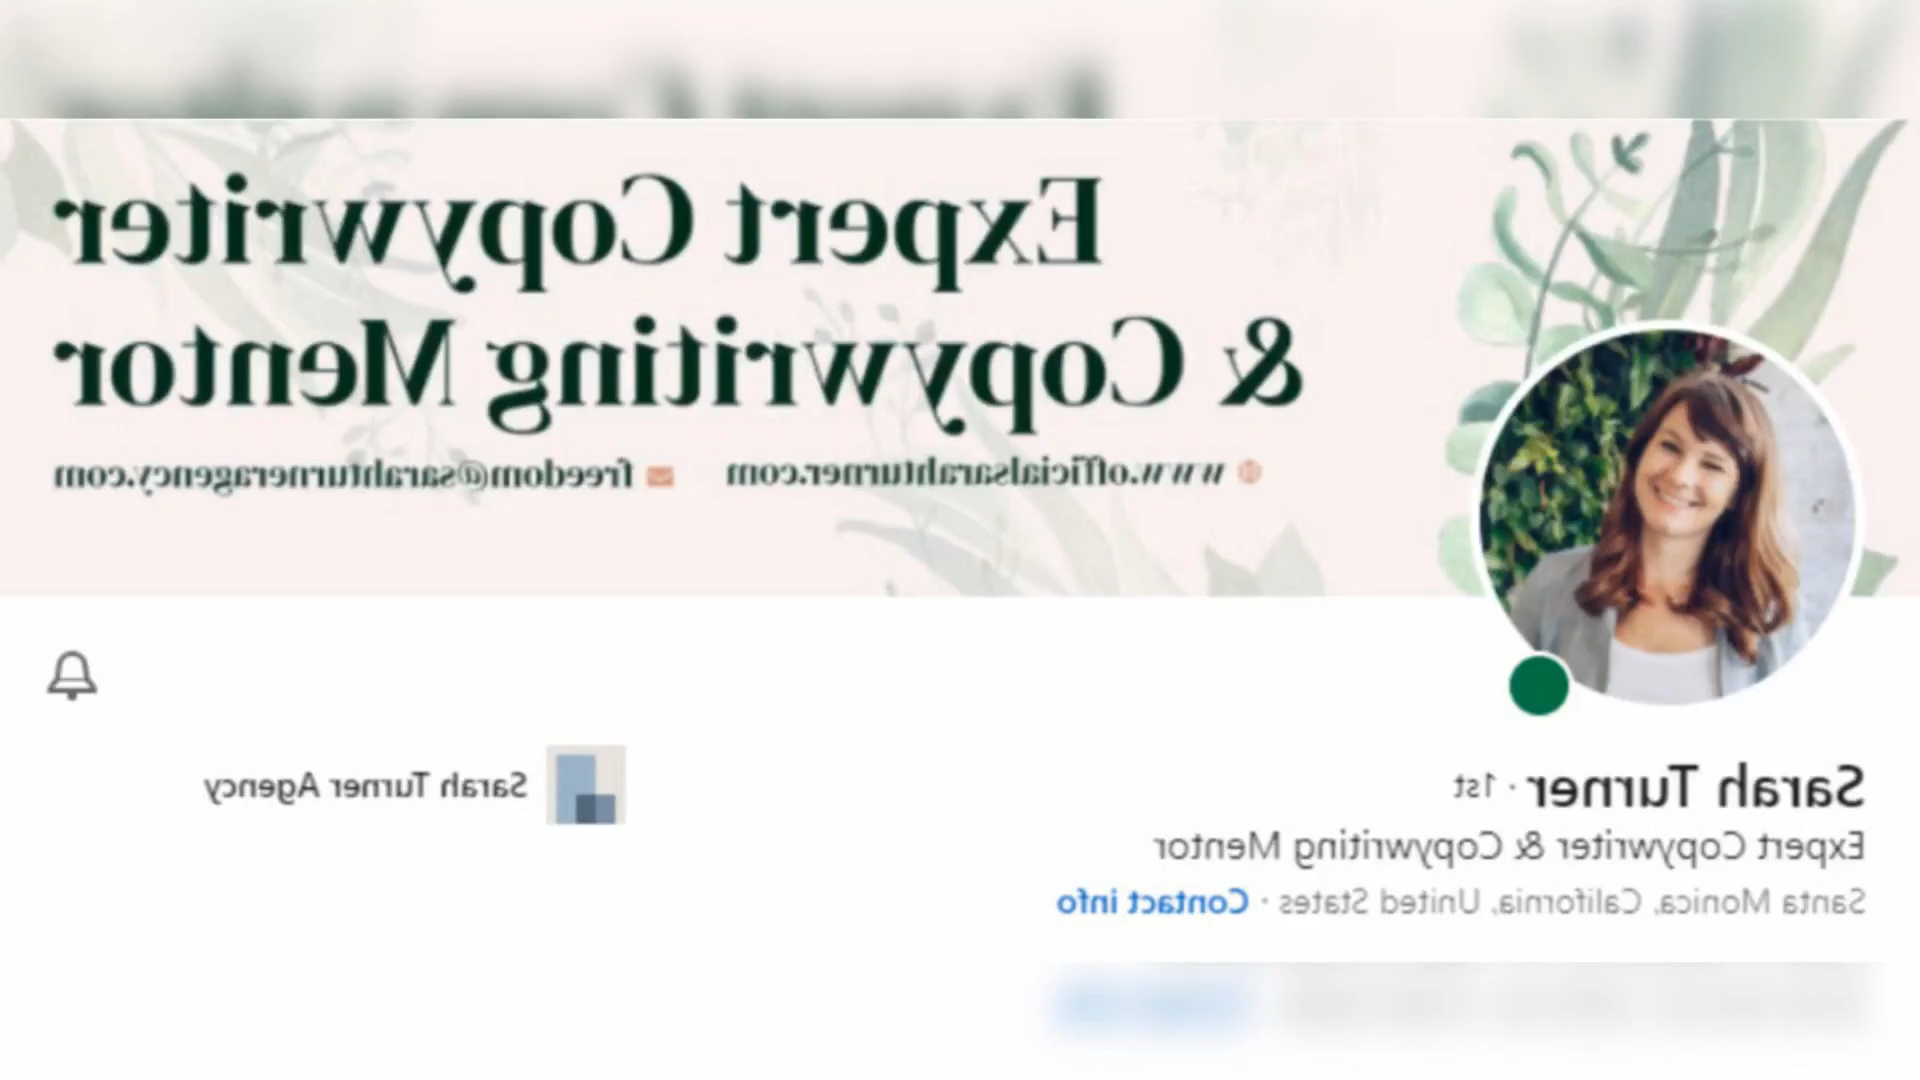 Expert Copywriter
& Copywriting Mentor
www.officialsarahturner.com freedom@sarahturneragency.com
Sarah Turner · 1st
Sarah Turner Agency
Expert Copywriter & Copywriting Mentor
Santa Monica, California, United States · Contact info